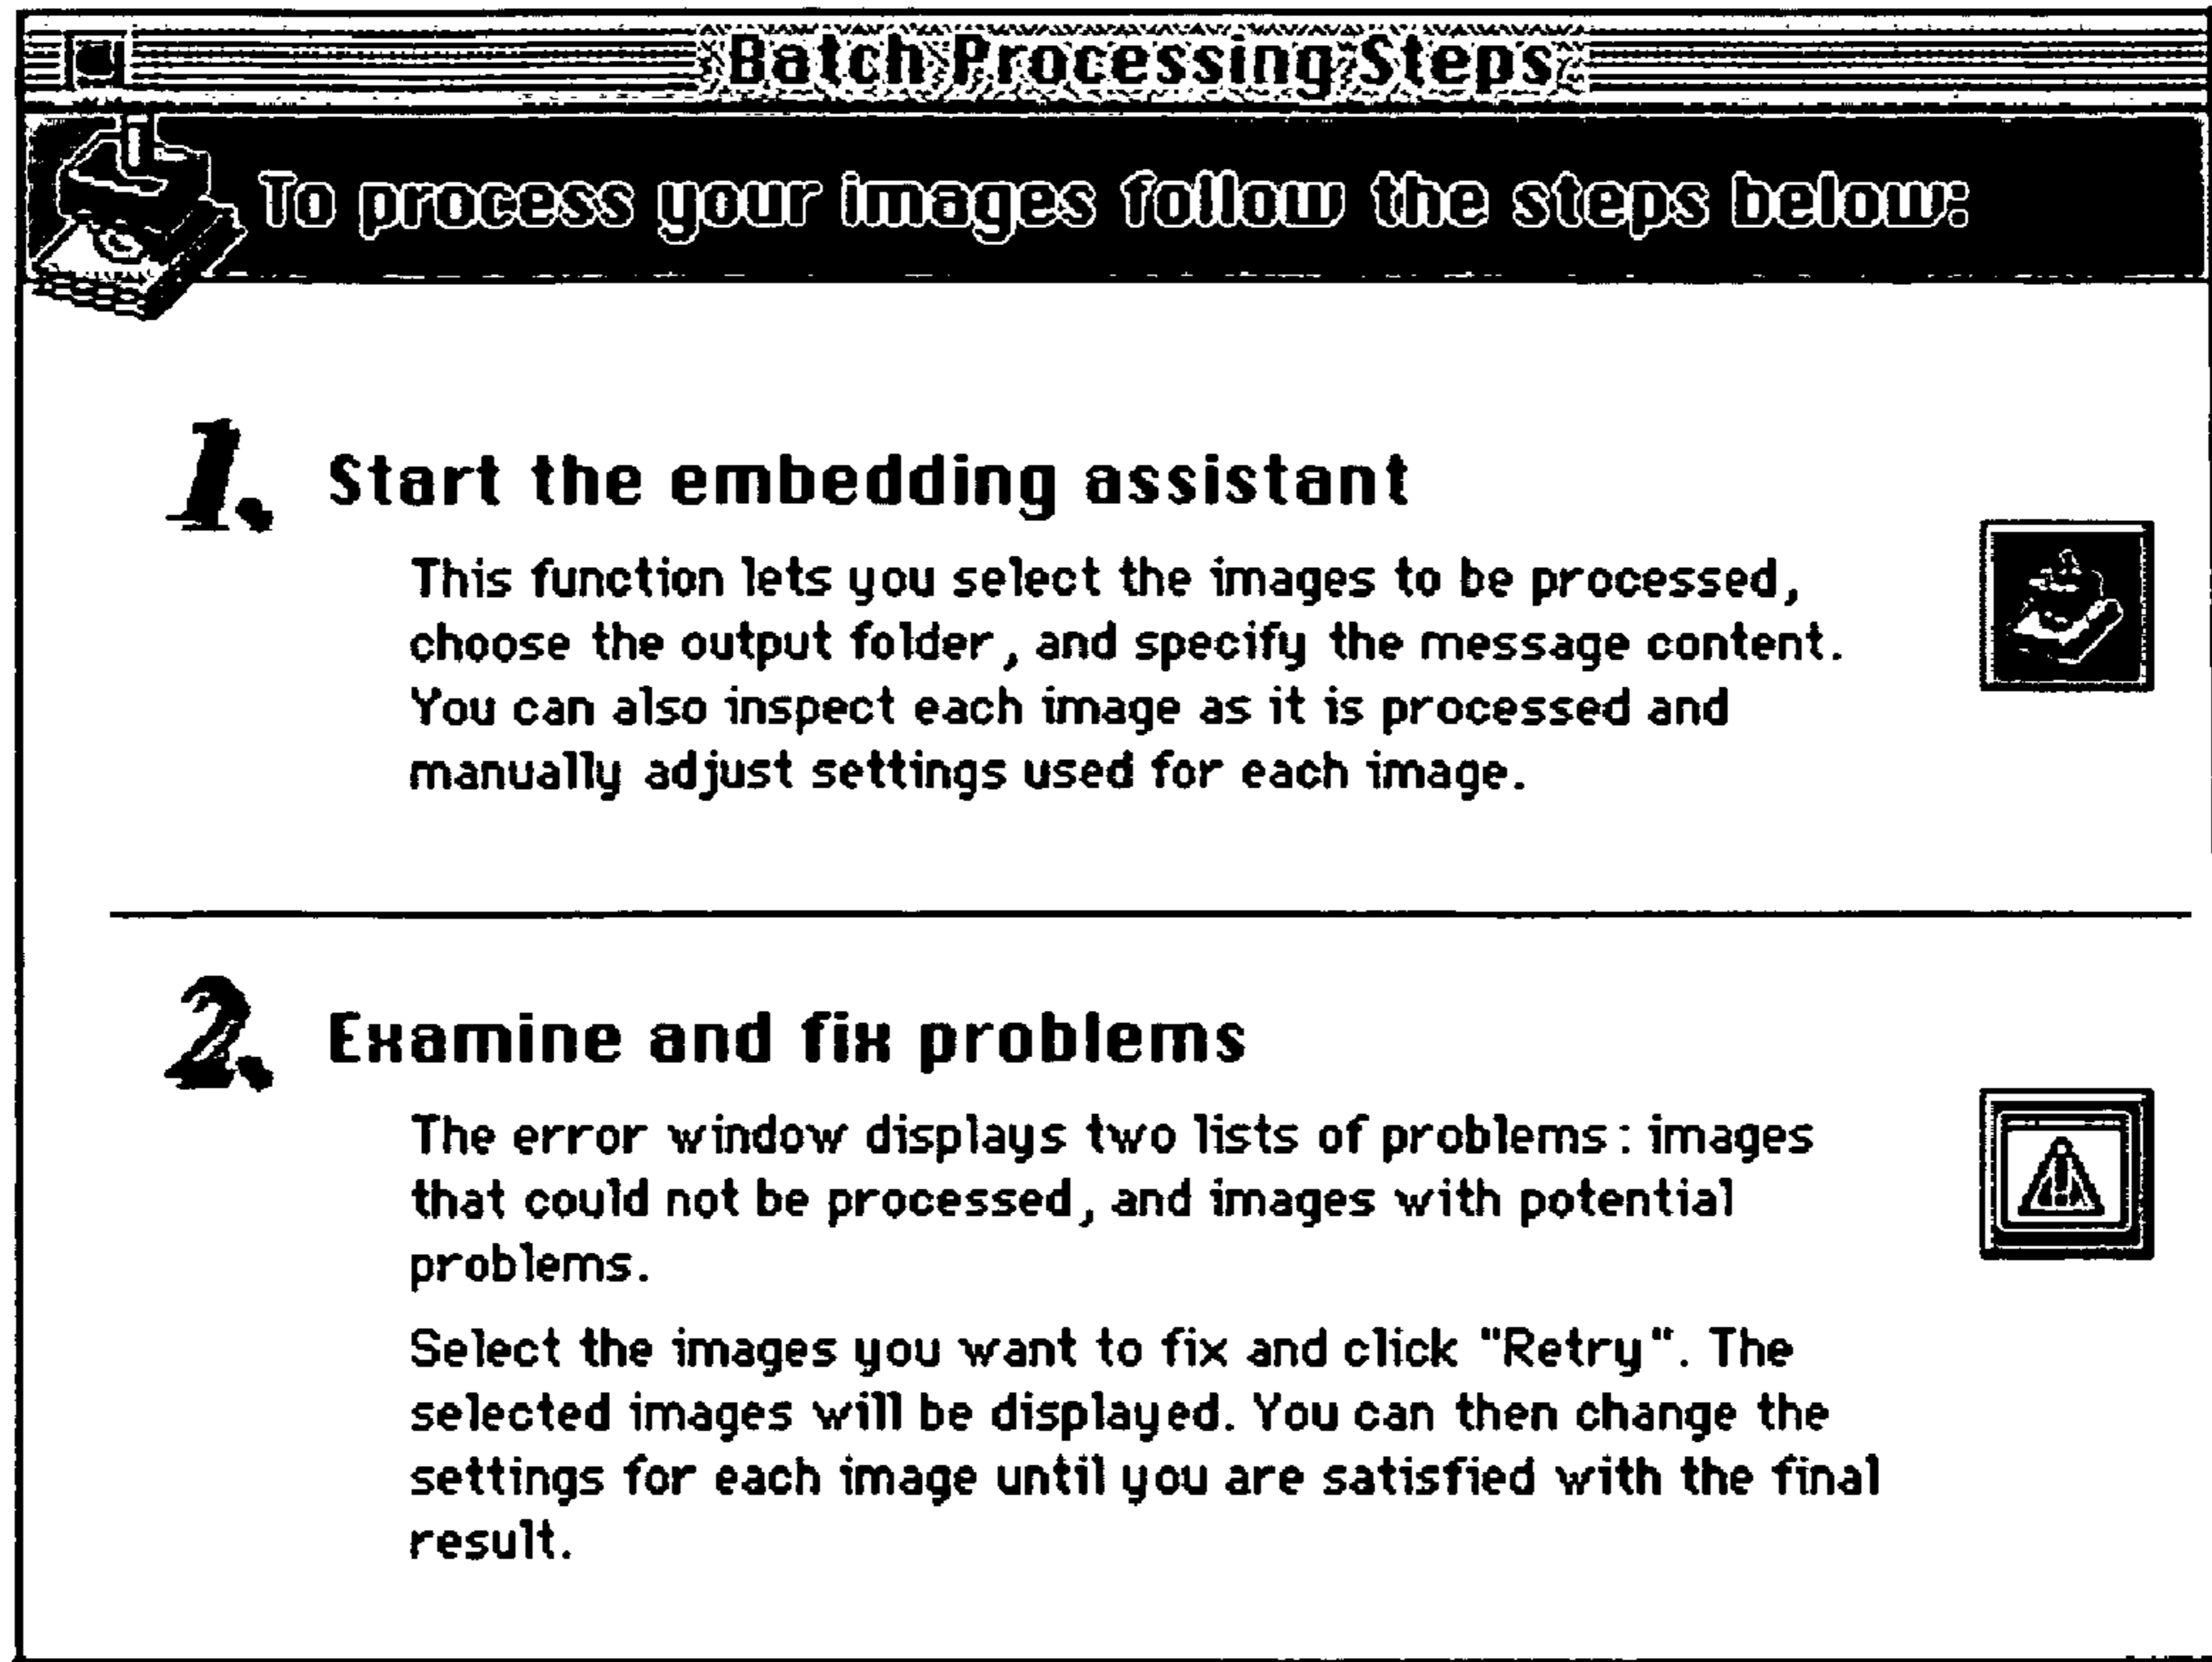 Batch Processing Steps
To process your images follow the steps below:
1. Start the embedding assistant
This function lets you select the images to be processed,
choose the output folder, and specify the message content.
You can also inspect each image as it is processed and
manually adjust settings used for each image.
2. Examine and fix problems
The error window displays two lists of problems: images
that could not be processed, and images with potential
problems.
Select the images you want to fix and click "Retry". The
selected images will be displayed. You can then change the
settings for each image until you are satisfied with the final
result.